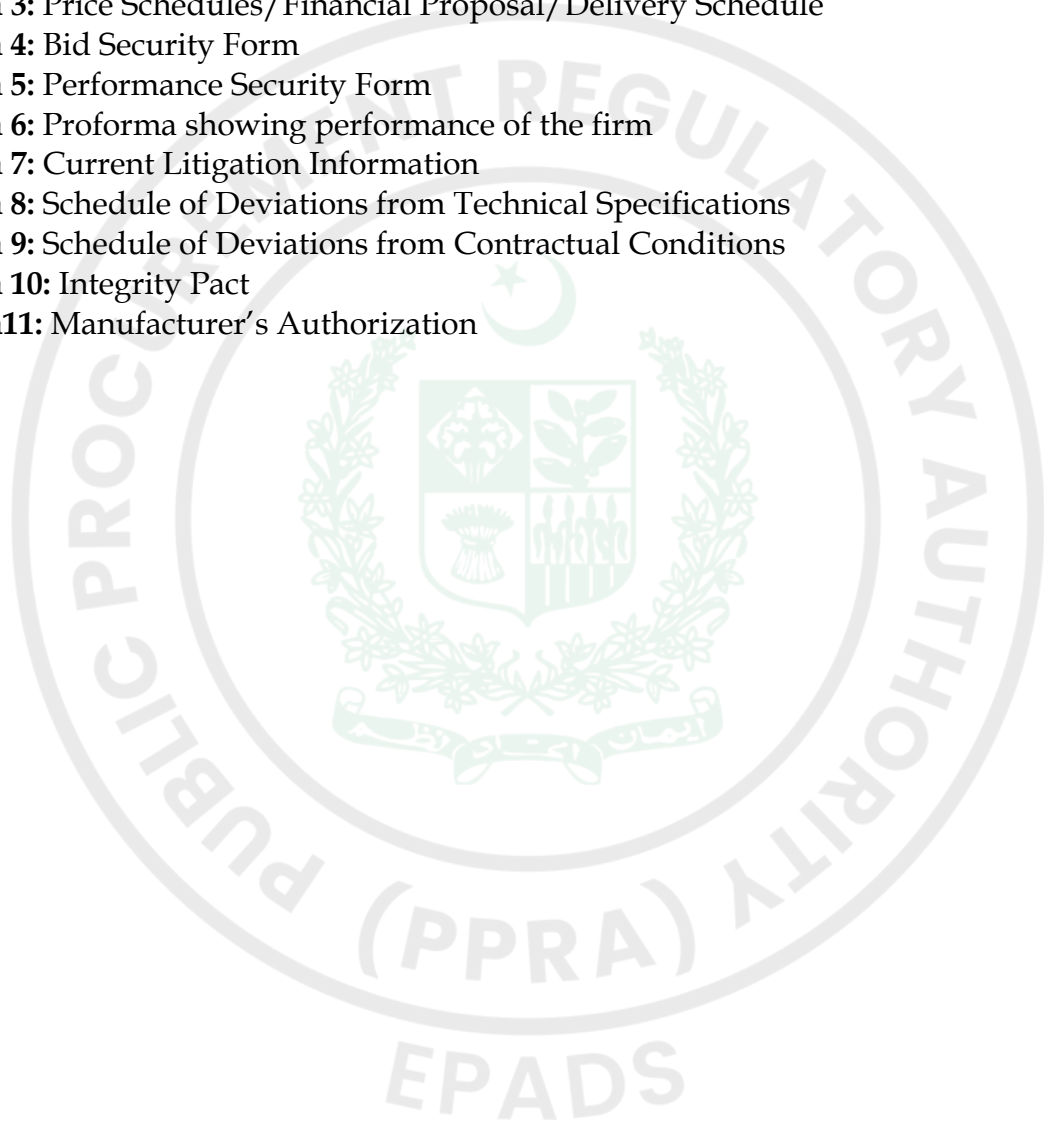 3: Price Schedules/Financial Proposal/Delivery Schedule
4: Bid Security Form
5: Performance Security Form
6: Proforma showing performance of the firm
7: Current Litigation Information
8: Schedule of Deviations from Technical Specifications
9: Schedule of Deviations from Contractual Conditions
10: Integrity Pact
11: Manufacturer’s Authorization
PUBLIC PROCUREMENT REGULATORY AUTHORITY
(PPRA)
EPADS